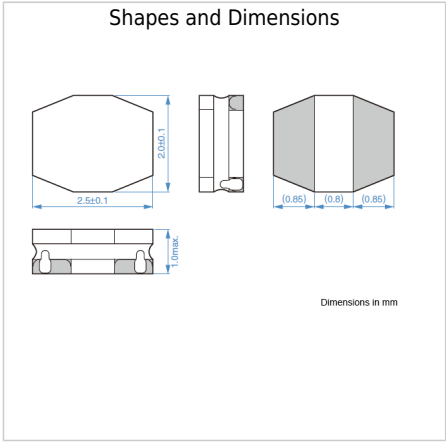 Shapes and Dimensions
2.0±0.1
2.5±0.1
(0.85) (0.8) (0.85)
1.0max.
Dimensions in mm